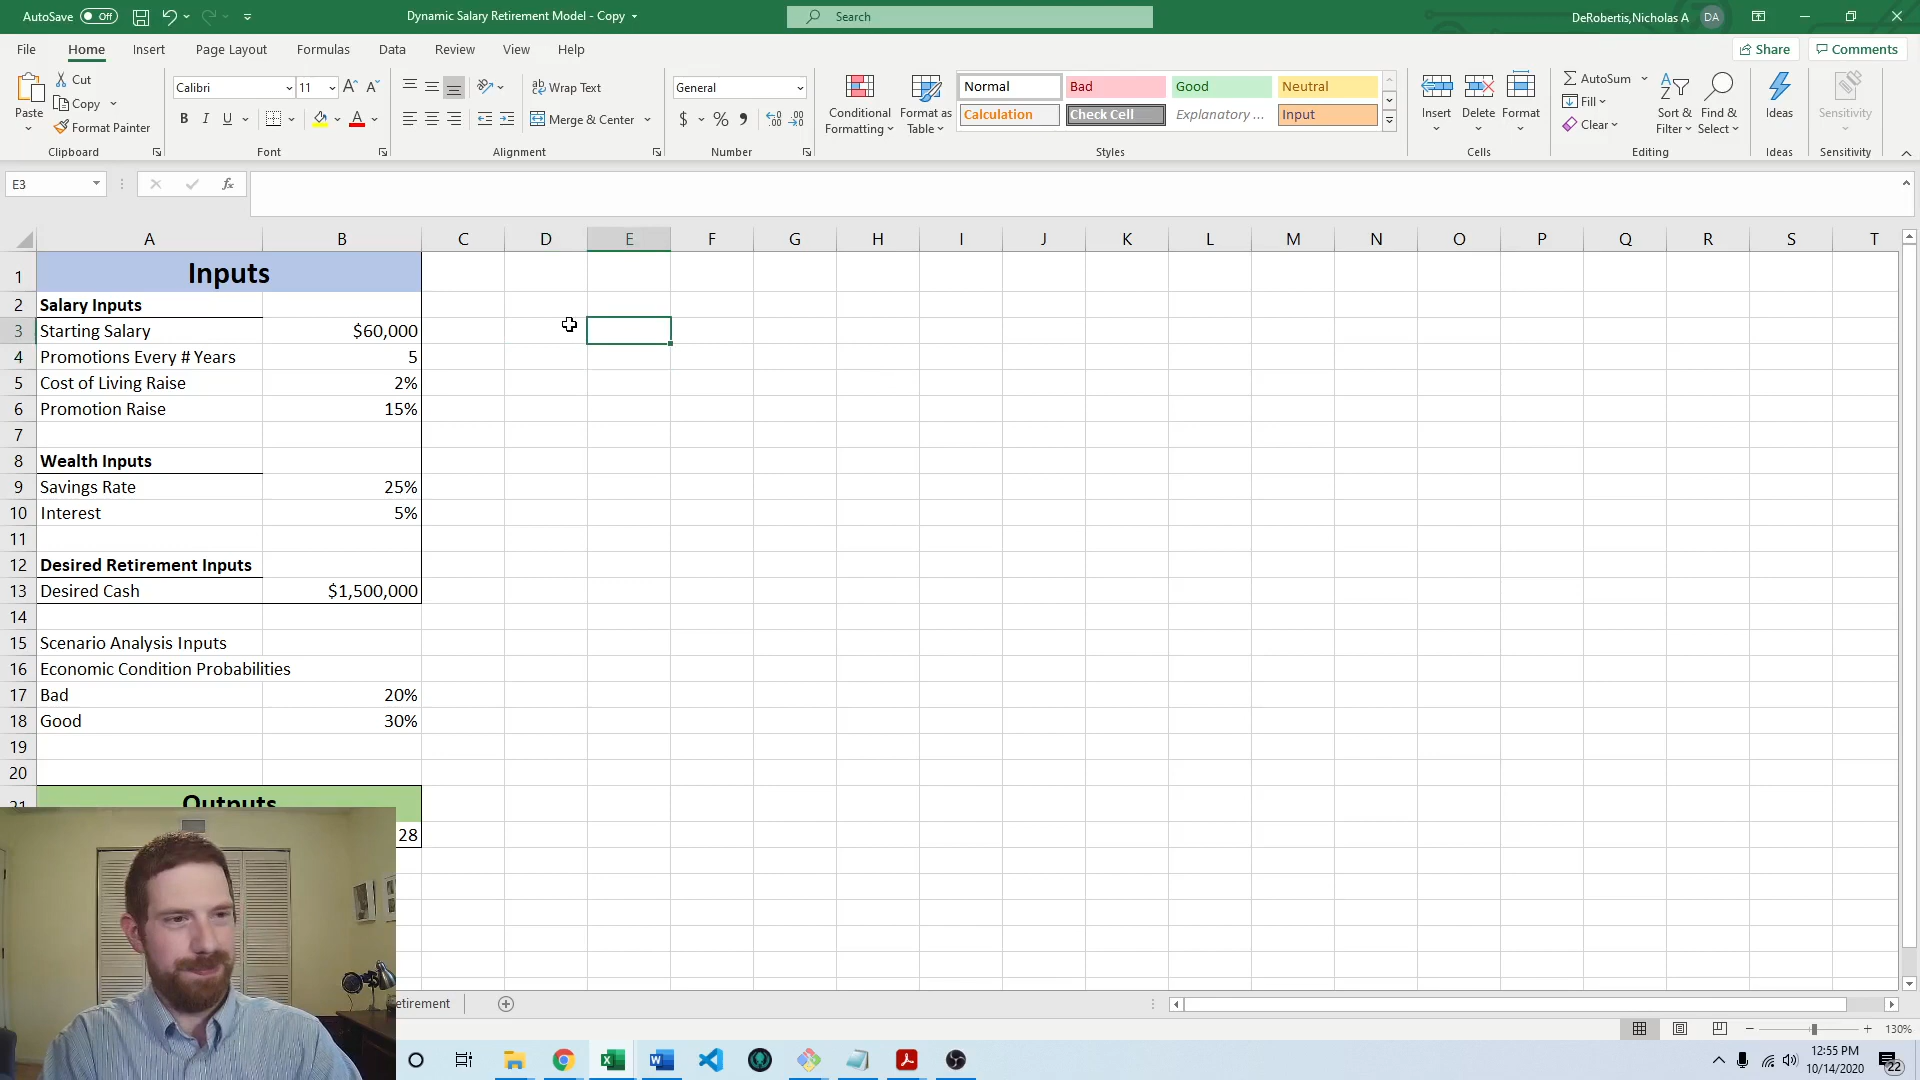 AutoSave Off Dynamic Salary Retirement Model - Copy Search DeRobertis,Nicholas A DA
File Home Insert Page Layout Formulas Data Review View Help Share Comments
Paste Cut Copy Format Painter Clipboard
Calibri 11 A A B I U A Font
Wrap Text Merge & Center Alignment
General $ % Number
Conditional Formatting Format as Table
Normal Bad Good Neutral
Calculation Check Cell Explanatory ... Input
Styles
Insert Delete Format Cells
AutoSum Fill Clear Sort & Filter Find & Select Editing
Ideas Ideas
Sensitivity Sensitivity
E3 fx
A B C D E F G H I J K L M N O P Q R S T
1 Inputs
2 Salary Inputs
3 Starting Salary $60,000
4 Promotions Every # Years 5
5 Cost of Living Raise 2%
6 Promotion Raise 15%
7
8 Wealth Inputs
9 Savings Rate 25%
10 Interest 5%
11
12 Desired Retirement Inputs
13 Desired Cash $1,500,000
14
15 Scenario Analysis Inputs
16 Economic Condition Probabilities
17 Bad 20%
18 Good 30%
19
20
21 Outputs
28
etirement
130%
12:55 PM
10/14/2020
22